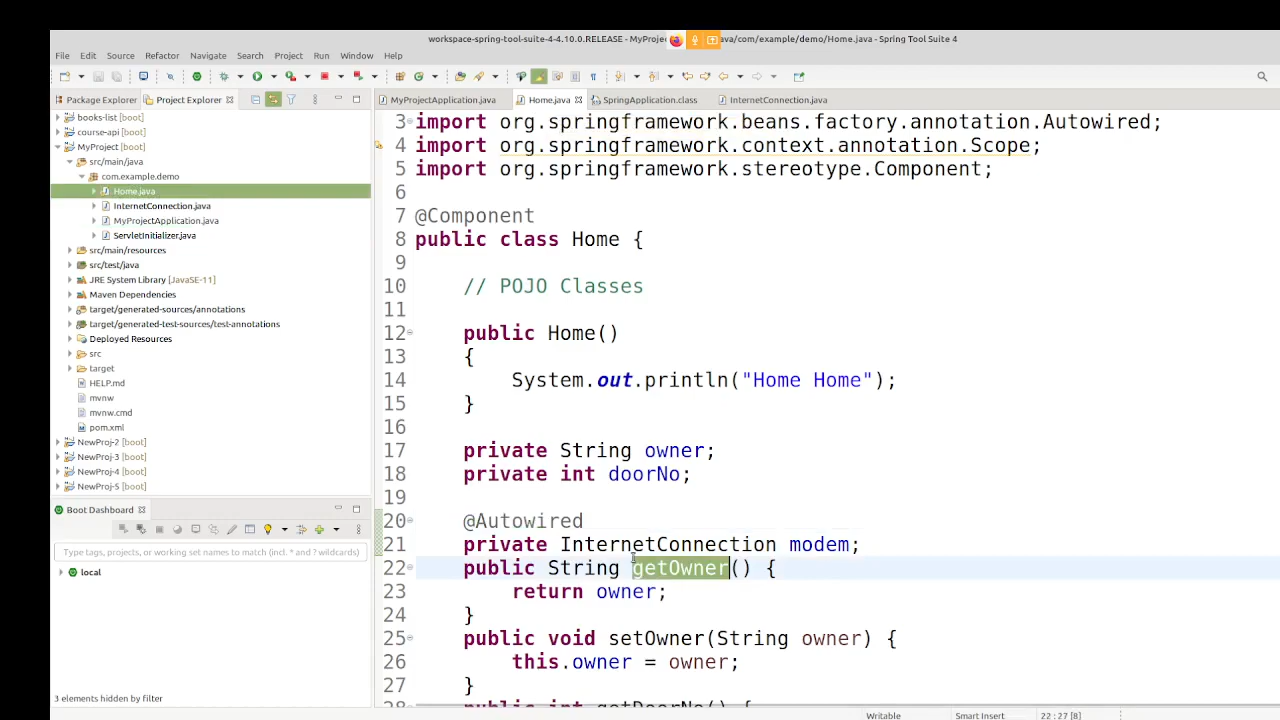 workspace-spring-tool-suite-4-4.10.0.RELEASE - MyProje ava/com/example/demo/Home.java - Spring Tool Suite 4
File Edit Source Refactor Navigate Search Project Run Window Help
Package Explorer Project Explorer
books-list [boot]
course-api [boot]
MyProject [boot]
src/main/java
com.example.demo
Home.java
InternetConnection.java
MyProjectApplication.java
ServletInitializer.java
src/main/resources
src/test/java
JRE System Library [JavaSE-11]
Maven Dependencies
target/generated-sources/annotations
target/generated-test-sources/test-annotations
Deployed Resources
src
target
HELP.md
mvnw
mvnw.cmd
pom.xml
NewProj-2 [boot]
NewProj-3 [boot]
NewProj-4 [boot]
NewProj-5 [boot]
Boot Dashboard
Type tags, projects, or working set names to match (incl. * and ? wildcards)
local
3 elements hidden by filter
MyProjectApplication.java Home.java SpringApplication.class InternetConnection.java
3 import org.springframework.beans.factory.annotation.Autowired;
4 import org.springframework.context.annotation.Scope;
5 import org.springframework.stereotype.Component;
6
7 @Component
8 public class Home {
9
10 // POJO Classes
11
12 public Home()
13 {
14 System.out.println("Home Home");
15 }
16
17 private String owner;
18 private int doorNo;
19
20 @Autowired
21 private InternetConnection modem;
22 public String getOwner() {
23 return owner;
24 }
25 public void setOwner(String owner) {
26 this.owner = owner;
27 }
28 public int getDoorNo() {
Writable Smart Insert 22 : 27 [8]